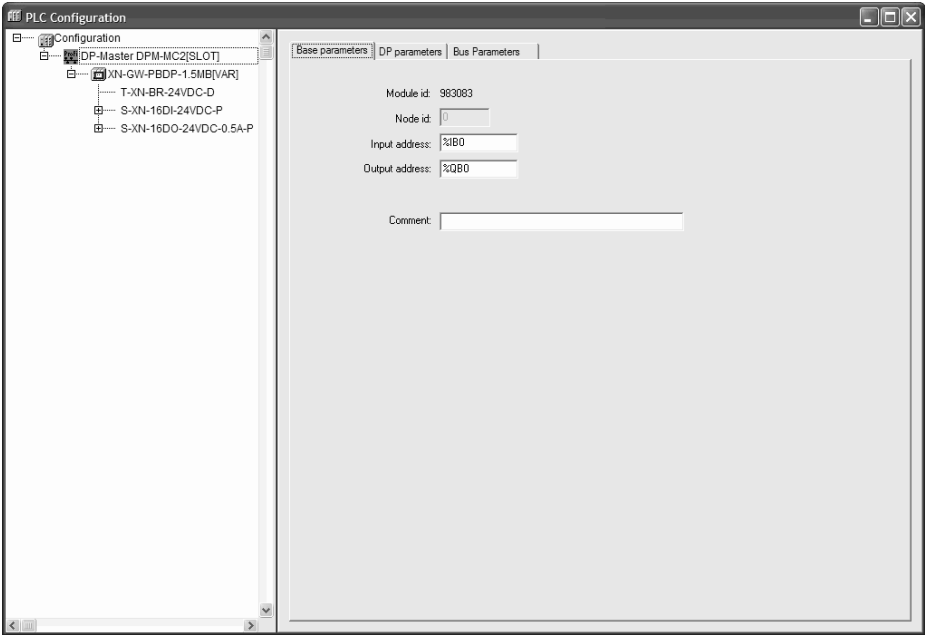 PLC Configuration
Configuration
DP-Master DPM-MC2[SLOT]
XN-GW-PBDP-1.5MB[VAR]
T-XN-BR-24VDC-D
S-XN-16DI-24VDC-P
S-XN-16DO-24VDC-0.5A-P
Base parameters DP parameters Bus Parameters
Module id: 983083
Node id: 0
Input address: %IB0
Output address: %QB0
Comment: